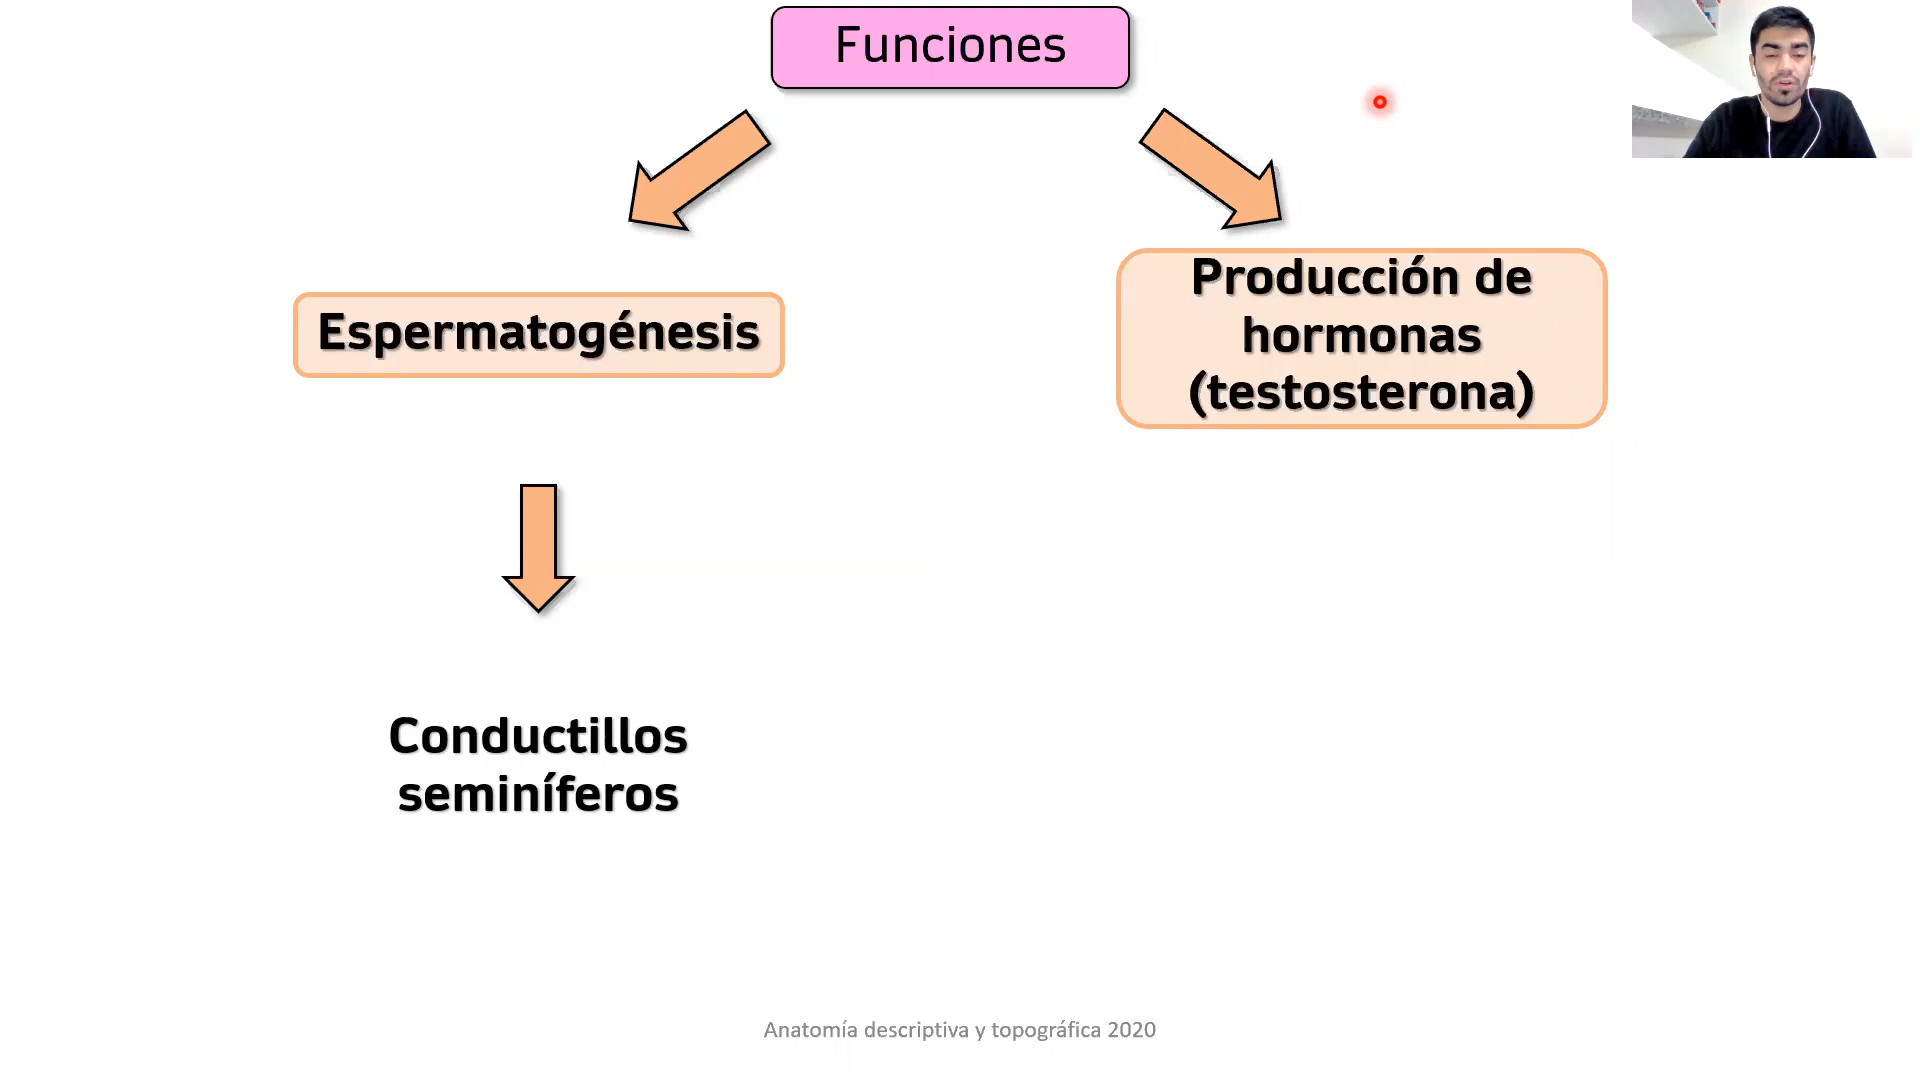 Funciones
Espermatogénesis
Producción de
hormonas
(testosterona)
Conductillos
seminíferos
Anatomía descriptiva y topográfica 2020